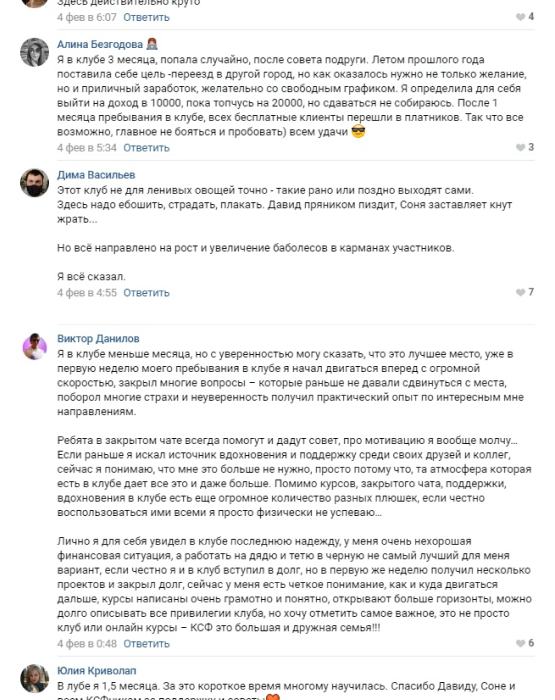 Здесь действительно круто
4 фев в 6:07 Ответить 4
Алина Безгодова
Я в клубе 3 месяца, попала случайно, после совета подруги. Летом прошлого года
поставила себе цель -переезд в другой город, но как оказалось нужно не только желание,
но и приличный заработок, желательно со свободным графиком. Я определила для себя
выйти на доход в 10000, пока топчусь на 20000, но сдаваться не собираюсь. После 1
месяца пребывания в клубе, всех бесплатные клиенты перешли в платников. Так что все
возможно, главное не бояться и пробовать) всем удачи 😎
4 фев в 5:34 Ответить 3
Дима Васильев
Этот клуб не для ленивых овощей точно - такие рано или поздно выходят сами.
Здесь надо ебошить, страдать, плакать. Давид пряником пиздит, Соня заставляет кнут
жрать...
Но всё направлено на рост и увеличение баболесов в карманах участников.
Я всё сказал.
4 фев в 4:55 Ответить 7
Виктор Данилов
Я в клубе меньше месяца, но с уверенностью могу сказать, что это лучшее место, уже в
первую неделю моего пребывания в клубе я начал двигаться вперед с огромной
скоростью, закрыл многие вопросы – которые раньше не давали сдвинуться с места,
поборол многие страхи и неуверенность получил практический опыт по интересным мне
направлениям.
Ребята в закрытом чате всегда помогут и дадут совет, про мотивацию я вообще молчу…
Если раньше я искал источник вдохновения и поддержку среди своих друзей и коллег,
сейчас я понимаю, что мне это больше не нужно, просто потому что, та атмосфера которая
есть в клубе дает все это и даже больше. Помимо курсов, закрытого чата, поддержки,
вдохновения в клубе есть еще огромное количество разных плюшек, если честно
воспользоваться ими всеми я просто физически не успеваю…
Лично я для себя увидел в клубе последнюю надежду, у меня очень нехорошая
финансовая ситуация, а работать на дядю и тетю в черную не самый лучший для меня
вариант, если честно я и в клуб вступил в долг, но в первую же неделю получил несколько
проектов и закрыл долг, сейчас у меня есть четкое понимание, как и куда двигаться
дальше, курсы написаны очень грамотно и понятно, открывают больше горизонты, можно
долго описывать все привилегии клуба, но хочу отметить самое важное, это не просто
клуб или онлайн курсы – КСФ это большая и дружная семья!!!
4 фев в 0:48 Ответить 6
Юлия Криволап
В лубе я 1,5 месяца. За это короткое время многому научилась. Спасибо Давиду, Соне и
всем КСФникам за поддержку и советы❤